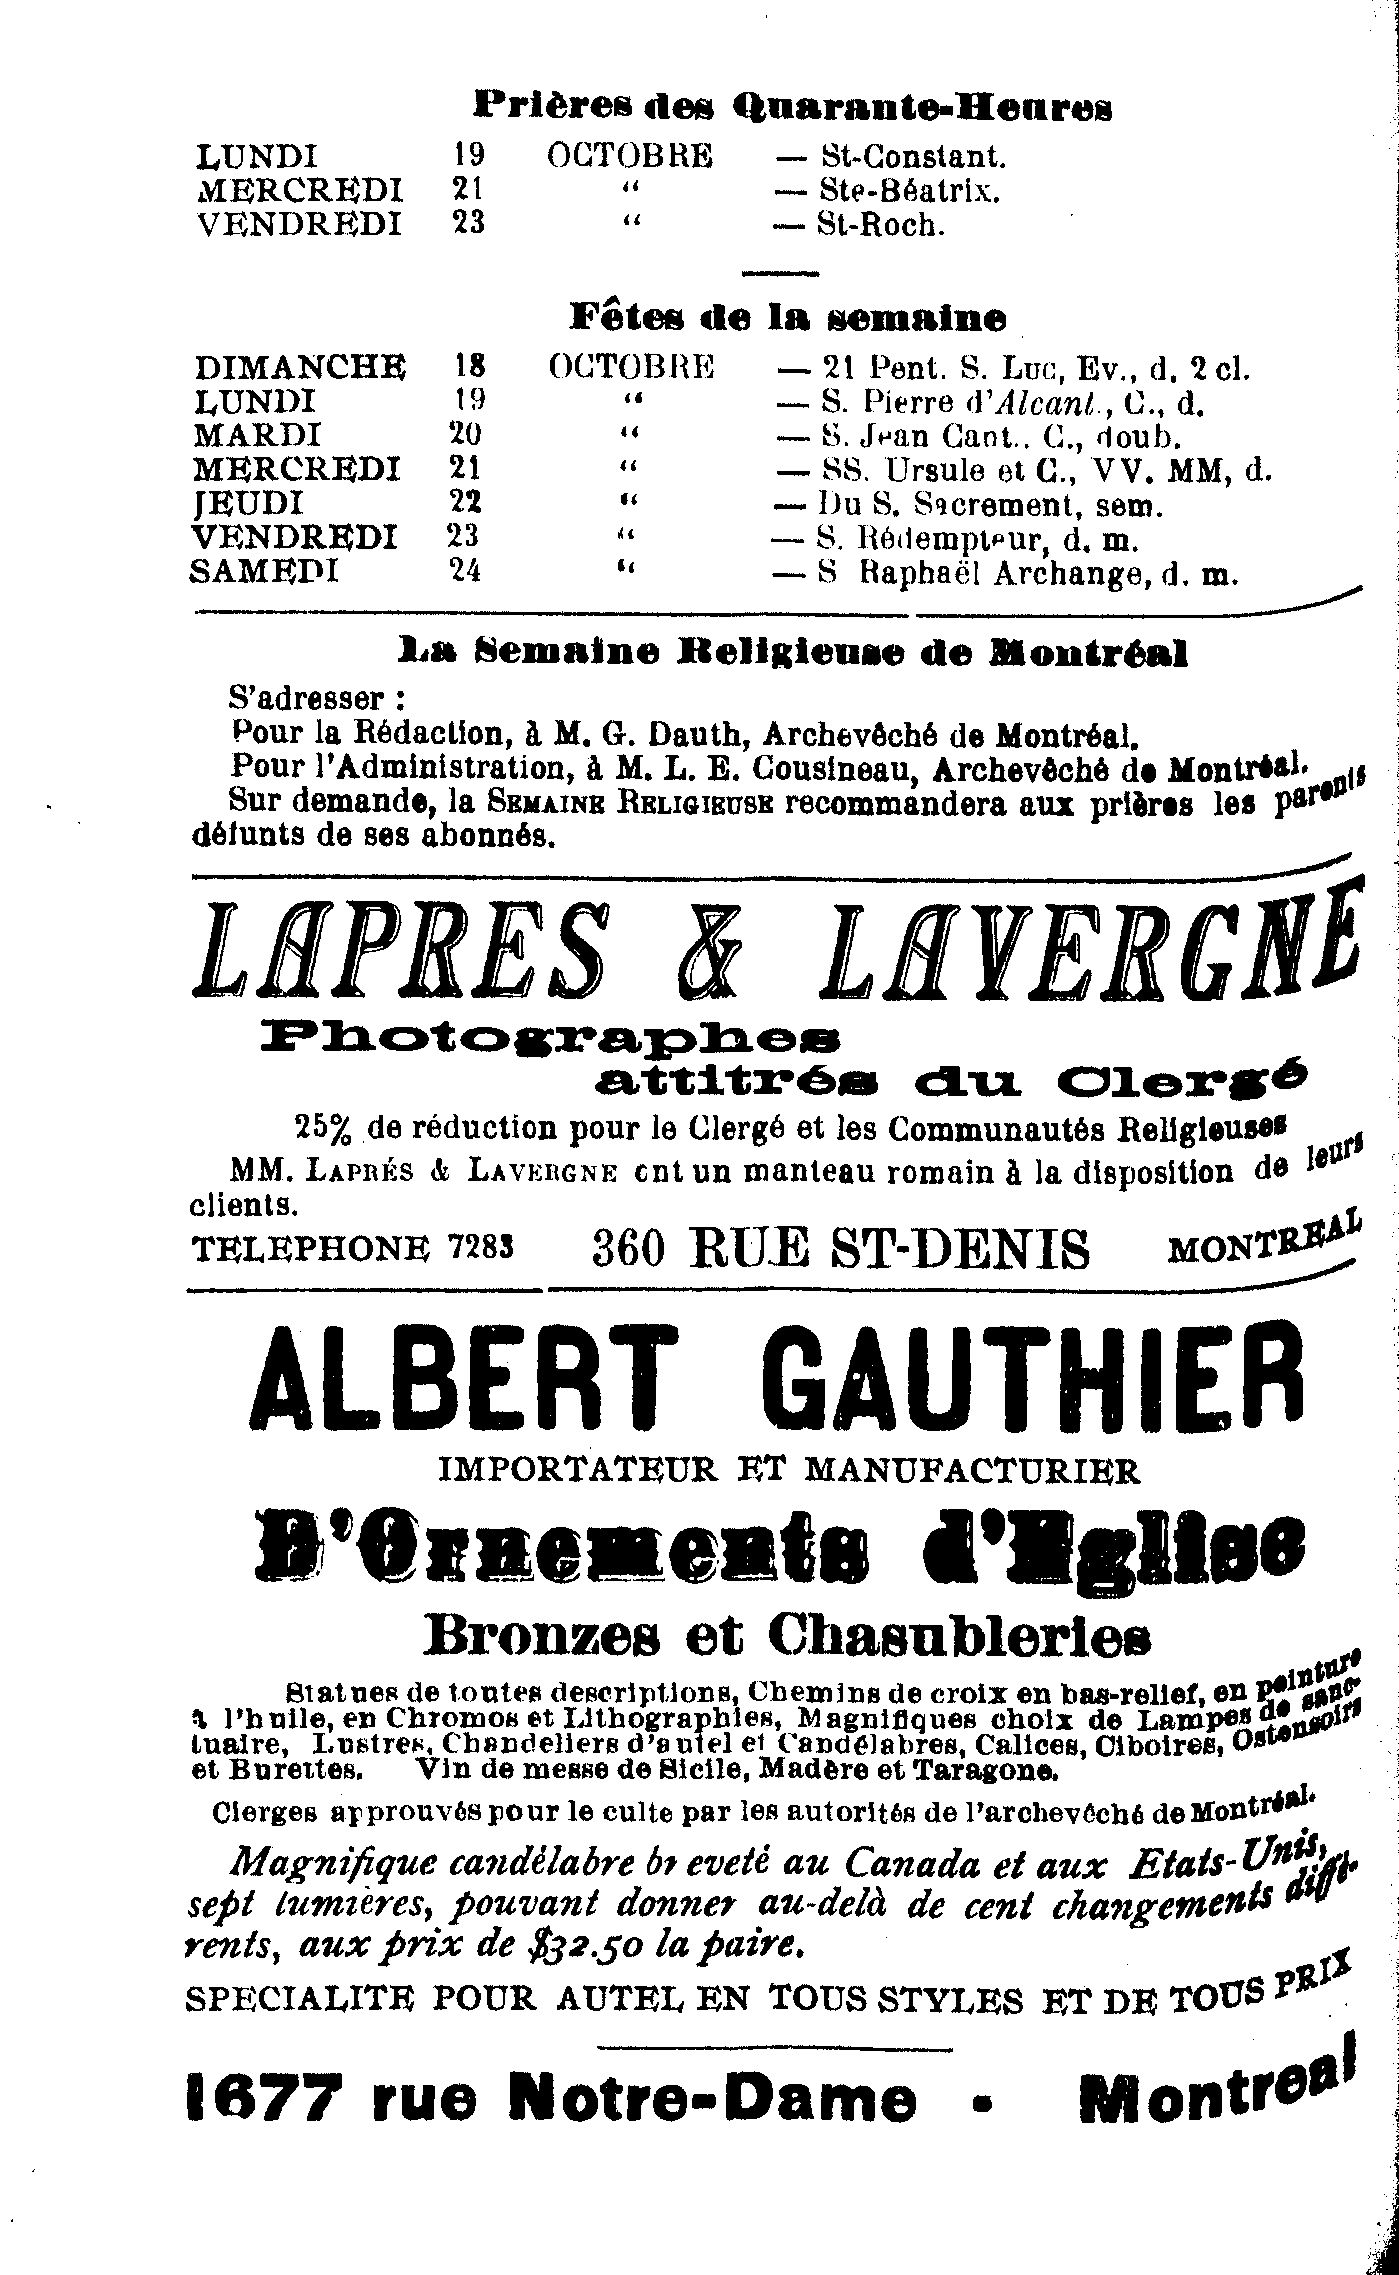 Prières des Quarante-Heures
LUNDI 19 OCTOBRE — St-Constant.
MERCREDI 21 “ — Ste-Béatrix.
VENDREDI 23 “ — St-Roch.
Fêtes de la semaine
DIMANCHE 18 OCTOBRE — 21 Pent. S. Luc, Ev., d. 2 cl.
LUNDI 19 “ — S. Pierre d'Alcant., C., d.
MARDI 20 “ — S. Jean Cant.. C., doub.
MERCREDI 21 “ — SS. Ursule et C., VV. MM, d.
JEUDI 22 “ — Du S. Sacrement, sem.
VENDREDI 23 “ — S. Rédempteur, d. m.
SAMEDI 24 “ — S Raphaël Archange, d. m.
La Semaine Religieuse de Montréal
S'adresser :
Pour la Rédaction, à M. G. Dauth, Archevêché de Montréal.
Pour l'Administration, à M. L. E. Cousineau, Archevêché de Montréal.
Sur demande, la SEMAINE RELIGIEUSE recommandera aux prières les parents
défunts de ses abonnés.
LAPRES & LAVERGNE
Photographes
attitrés du Clergé
25% de réduction pour le Clergé et les Communautés Religieuses
MM. LAPRÉS & LAVERGNE ont un manteau romain à la disposition de leurs
clients.
TELEPHONE 7283 360 RUE ST-DENIS MONTREAL
ALBERT GAUTHIER
IMPORTATEUR ET MANUFACTURIER
D'Ornements d'Eglise
Bronzes et Chasubleries
Statues de toutes descriptions, Chemins de croix en bas-relief, en peinture
à l'huile, en Chromos et Lithographies, Magnifiques choix de Lampes de sanc-
tuaire, Lustres, Chandeliers d'autel et Candélabres, Calices, Ciboires, Ostensoirs
et Burettes. Vin de messe de Sicile, Madère et Taragone.
Cierges approuvés pour le culte par les autorités de l'archevêché de Montréal.
Magnifique candélabre breveté au Canada et aux Etats-Unis,
sept lumières, pouvant donner au-delà de cent changements diffé-
rents, aux prix de $32.50 la paire.
SPECIALITE POUR AUTEL EN TOUS STYLES ET DE TOUS PRIX
1677 rue Notre-Dame - Montreal